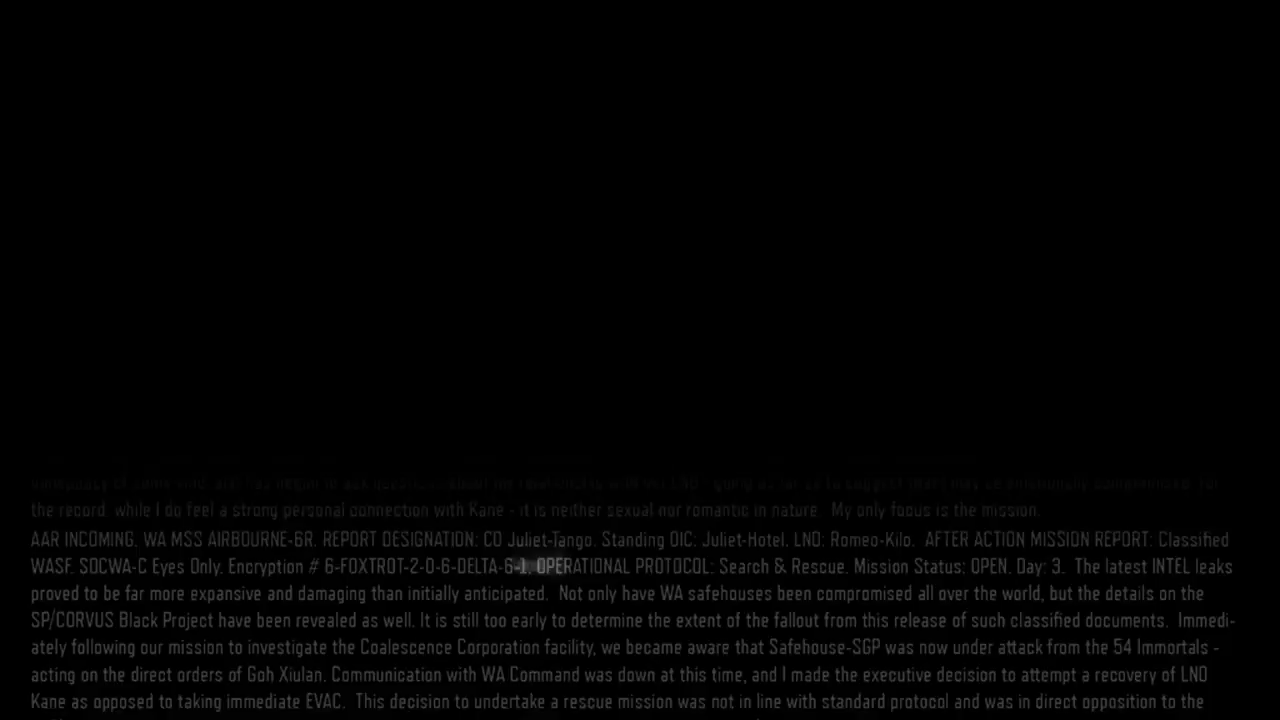 the record, while I do feel a strong personal connection with Kane - it is neither sexual nor romantic in nature. My only focus is the mission.
AAR INCOMING. WA MSS AIRBOURNE-6R. REPORT DESIGNATION: CO Juliet-Tango. Standing OIC: Juliet-Hotel. LNO: Romeo-Kilo. AFTER ACTION MISSION REPORT: Classified
WASF. SOCWA-C Eyes Only. Encryption # 6-FOXTROT-2-0-6-DELTA-6-1. OPERATIONAL PROTOCOL: Search & Rescue. Mission Status: OPEN. Day: 3. The latest INTEL leaks
proved to be far more expansive and damaging than initially anticipated. Not only have WA safehouses been compromised all over the world, but the details on the
SP/CORVUS Black Project have been revealed as well. It is still too early to determine the extent of the fallout from this release of such classified documents. Immedi-
ately following our mission to investigate the Coalescence Corporation facility, we became aware that Safehouse-SGP was now under attack from the 54 Immortals -
acting on the direct orders of Goh Xiulan. Communication with WA Command was down at this time, and I made the executive decision to attempt a recovery of LNO
Kane as opposed to taking immediate EVAC. This decision to undertake a rescue mission was not in line with standard protocol and was in direct opposition to the